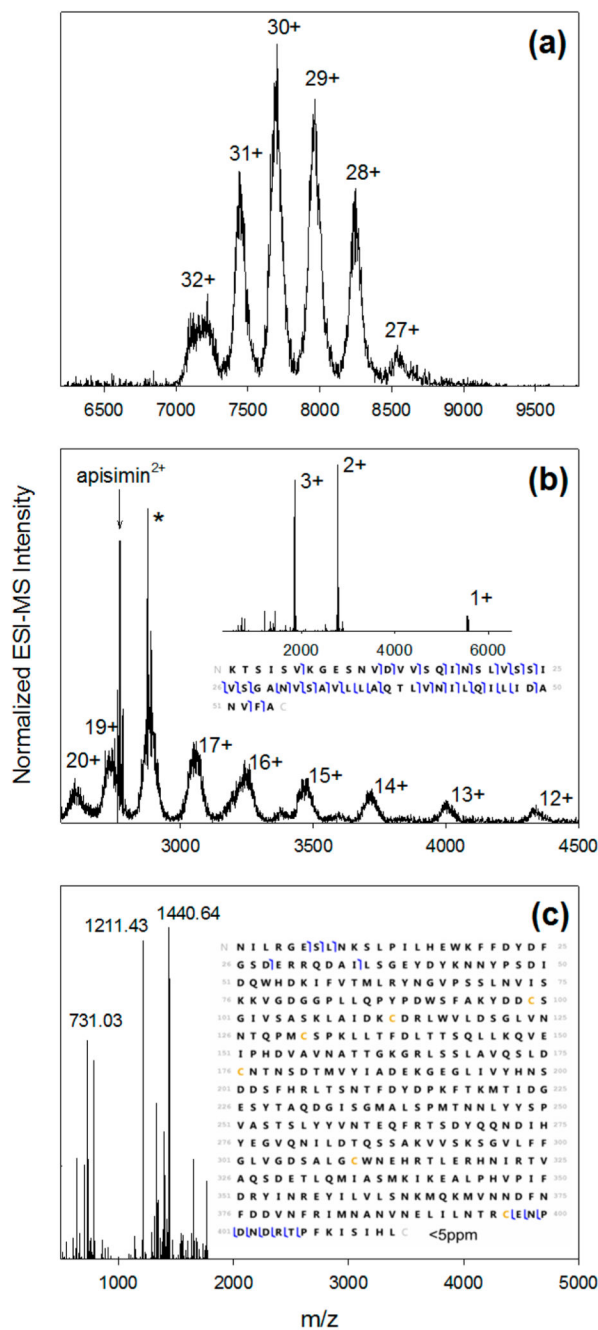 (a)
30+
29+
31+
28+
32+
27+
6500 7000 7500 8000 8500 9000 9500
Normalized ESI-MS Intensity
(b)
apisimin2+
*
3+ 2+
1+
2000 4000 6000
N K T S I S V K G E S N V D V V S Q I N S L V S S I 25
26 V S G A N V S A V L L A Q T L V N I L Q I L I D A 50
51 N V F A C
20+ 19+ 17+ 16+ 15+ 14+ 13+ 12+
3000 3500 4000 4500
(c)
1440.64
1211.43
731.03
N N I L R G E S L N K S L P I L H E W K F F D Y D F 25
26 G S D E R R Q D A I L S G E Y D Y K N N Y P S D I 50
51 D Q W H D K I F V T M L R Y N G V P S S L N V I S 75
76 K K V G D G G P L L Q P Y P D W S F A K Y D D C S 100
101 G I V S A S K L A I D K C D R L W V L D S G L V N 125
126 N T Q P M C S P K L L T F D L T T S Q L L K Q V E 150
151 I P H D V A V N A T T G K G R L S S L A V Q S L D 175
176 C N T N S D T M V Y I A D E K G E G L I V Y H N S 200
201 D D S F H R L T S N T F D Y D P K F T K M T I D G 225
226 E S Y T A Q D G I S G M A L S P M T N N L Y Y S P 250
251 V A S T S L Y Y V N T E Q F R T S D Y Q Q N D I H 275
276 Y E G V Q N I L D T Q S S A K V V S K S G V L F F 300
301 G L V G D S A L G C W N E H R T L E R H N I R T V 325
326 A Q S D E T L Q M I A S M K I K E A L P H V P I F 350
351 D R Y I N R E Y I L V L S N K M Q K M V N N D F N 375
376 F D D V N F R I M N A N V N E L I L N T R C E N P 400
401 D N D R T P F K I S I H L C
<5ppm
1000 2000 3000 4000 5000
m/z